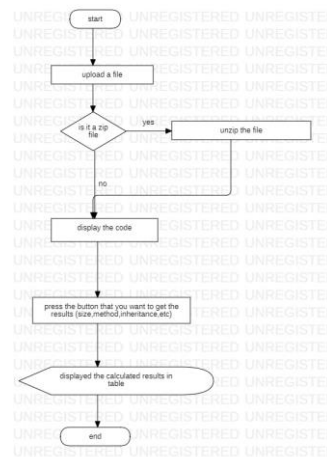 start
upload a file
is it a zip
file
yes
unzip the file
no
display the code
press the button that you want to get the
results (size,method,inheritance,etc)
displayed the calculated results in
table
end